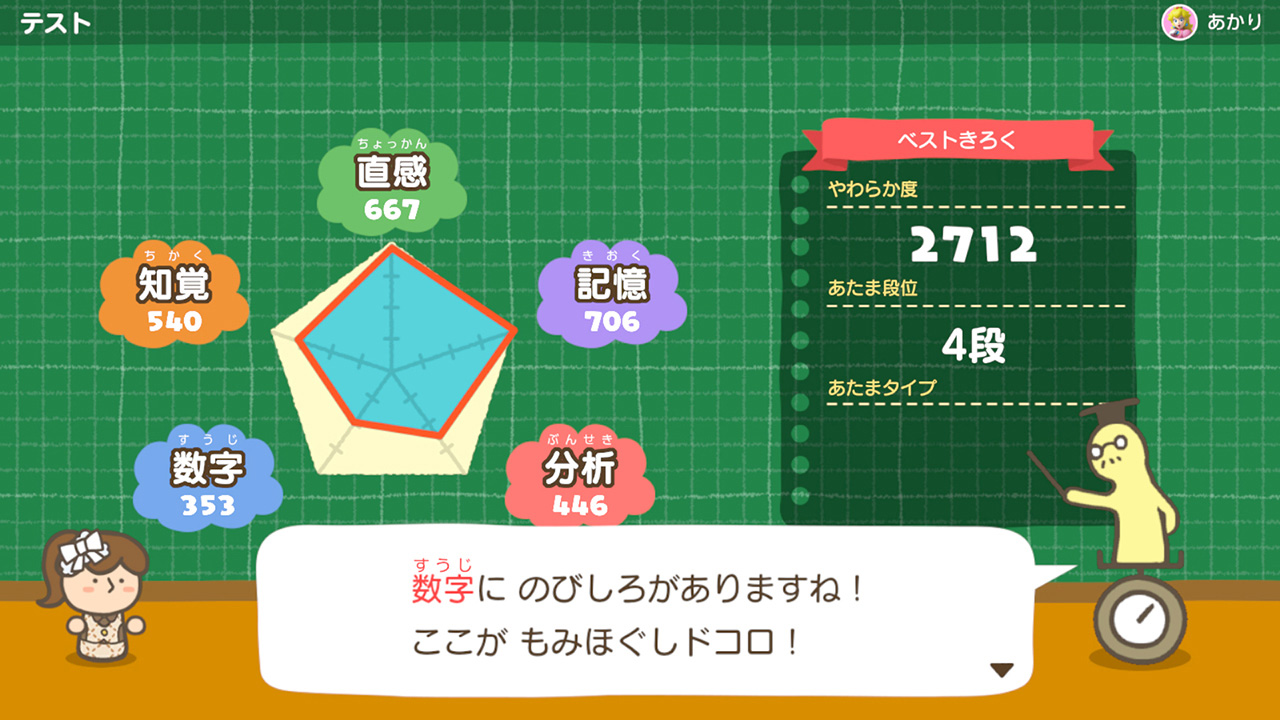 テスト
あかり
ちょっかん
直感
667
ちかく
知覚
540
きおく
記憶
706
すうじ
数字
353
ぶんせき
分析
446
ベストきろく
やわらか度
2712
あたま段位
4段
あたまタイプ
すうじ
数字に のびしろがありますね！
ここが もみほぐしドコロ！